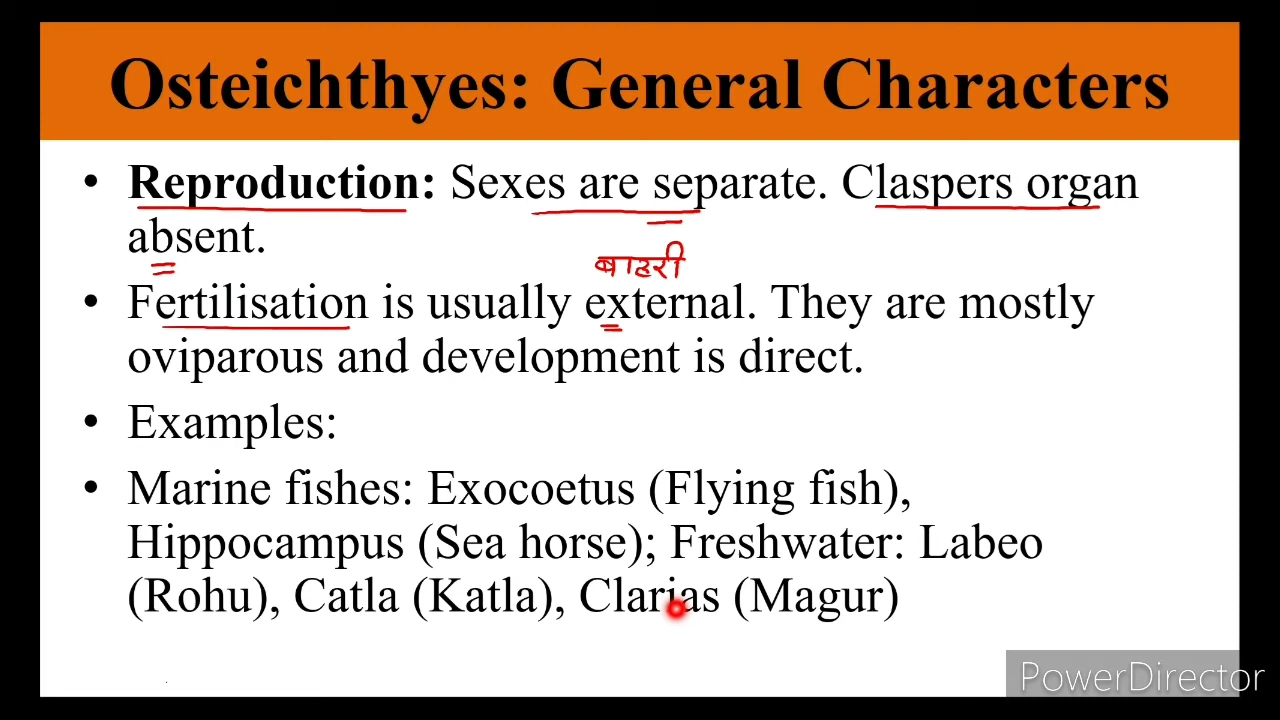 Osteichthyes: General Characters
• Reproduction: Sexes are separate. Claspers organ
absent.
बाहरी
• Fertilisation is usually external. They are mostly
oviparous and development is direct.
• Examples:
• Marine fishes: Exocoetus (Flying fish),
Hippocampus (Sea horse); Freshwater: Labeo
(Rohu), Catla (Katla), Clarias (Magur)
PowerDirector